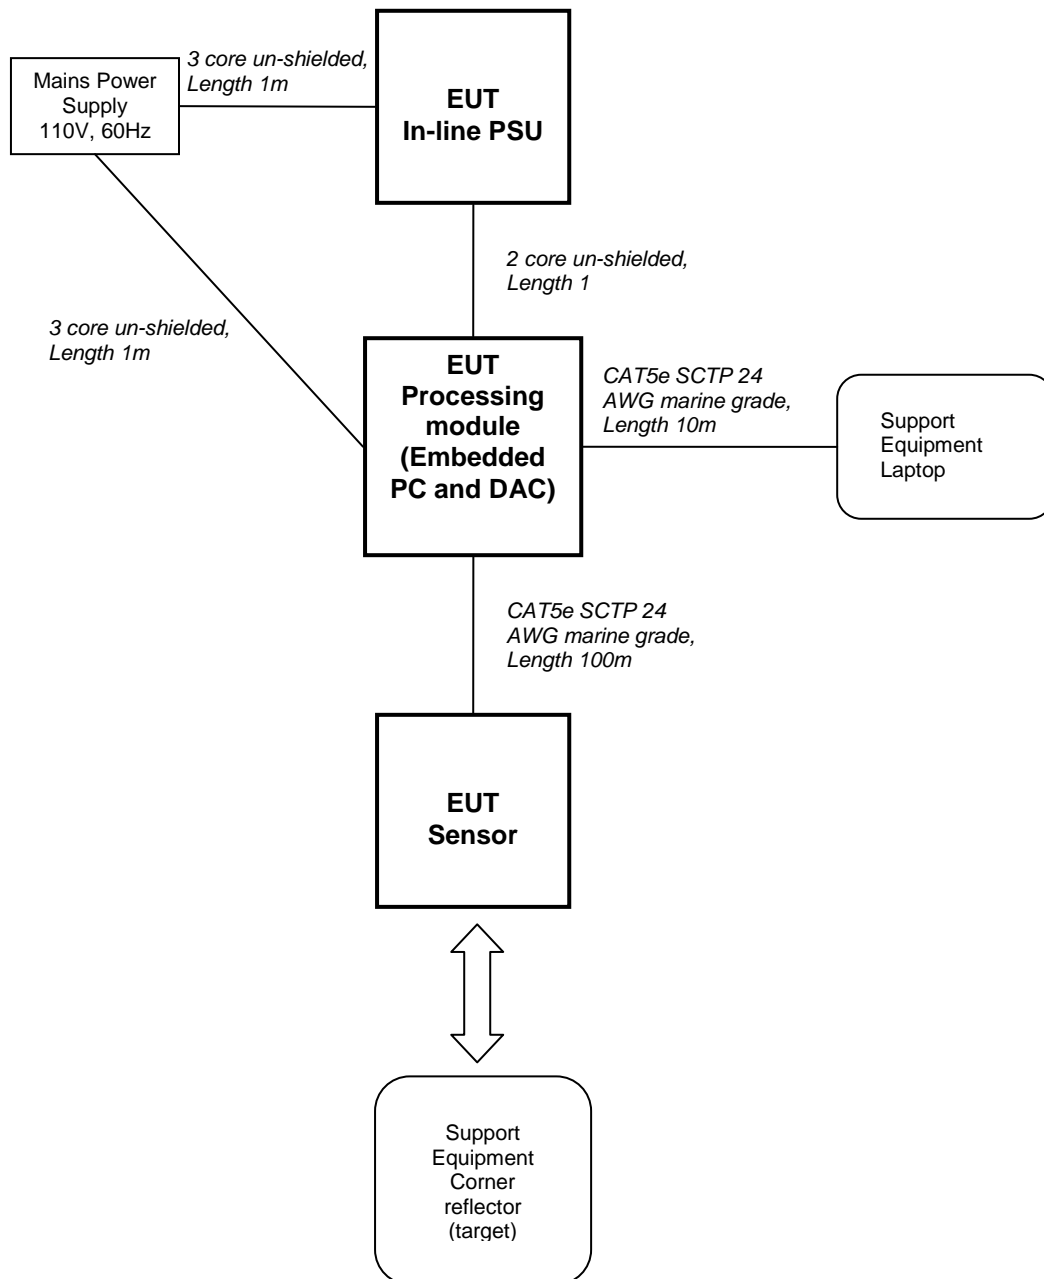 3 core un-shielded,
Length 1m
Mains Power
Supply
110V, 60Hz
EUT
In-line PSU
2 core un-shielded,
Length 1
3 core un-shielded,
Length 1m
EUT
Processing
module
(Embedded
PC and DAC)
CAT5e SCTP 24
AWG marine grade,
Length 10m
Support
Equipment
Laptop
CAT5e SCTP 24
AWG marine grade,
Length 100m
EUT
Sensor
Support
Equipment
Corner
reflector
(target)